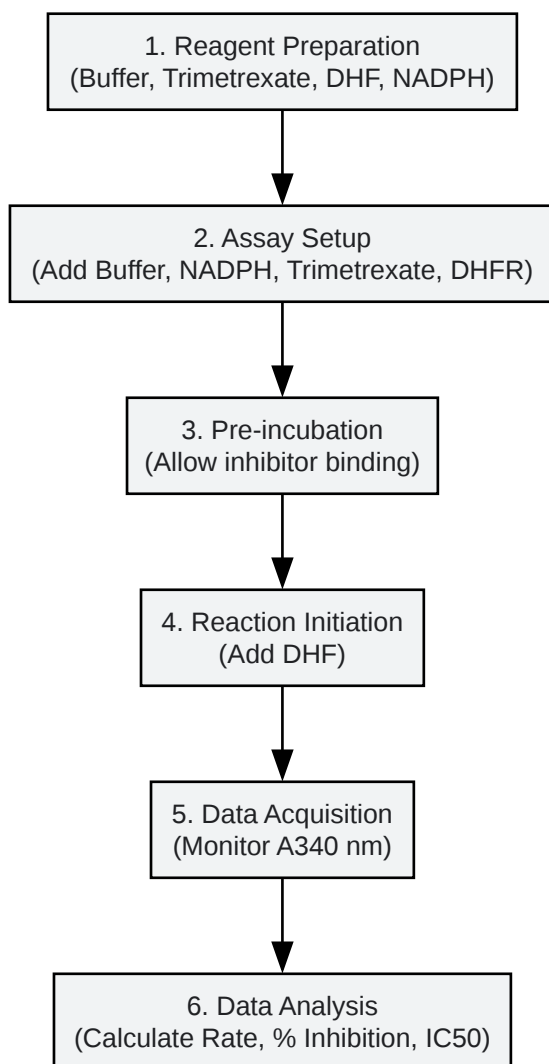 1. Reagent Preparation
(Buffer, Trimetrexate, DHF, NADPH)
2. Assay Setup
(Add Buffer, NADPH, Trimetrexate, DHFR)
3. Pre-incubation
(Allow inhibitor binding)
4. Reaction Initiation
(Add DHF)
5. Data Acquisition
(Monitor A340 nm)
6. Data Analysis
(Calculate Rate, % Inhibition, IC50)